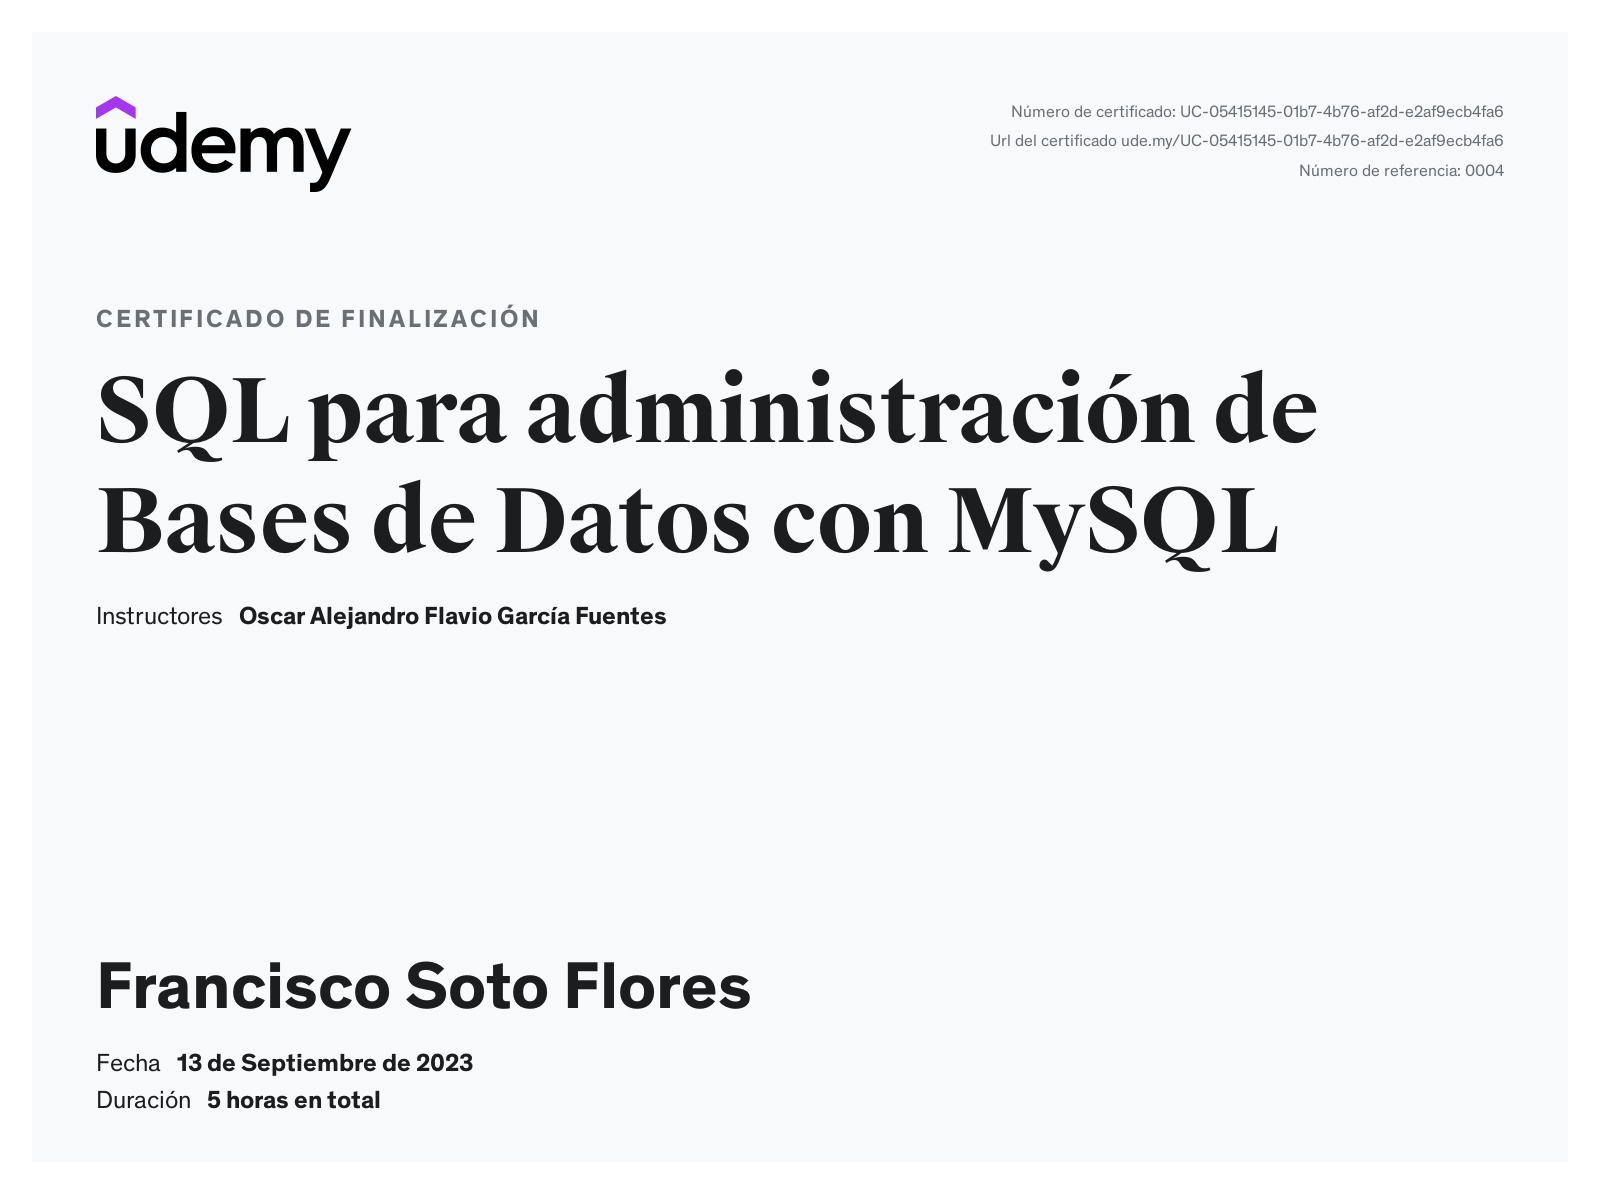 udemy
Número de certificado: UC-05415145-01b7-4b76-af2d-e2af9ecb4fa6
Url del certificado ude.my/UC-05415145-01b7-4b76-af2d-e2af9ecb4fa6
Número de referencia: 0004
CERTIFICADO DE FINALIZACIÓN
SQL para administración de
Bases de Datos con MySQL
Instructores Oscar Alejandro Flavio García Fuentes
Francisco Soto Flores
Fecha 13 de Septiembre de 2023
Duración 5 horas en total